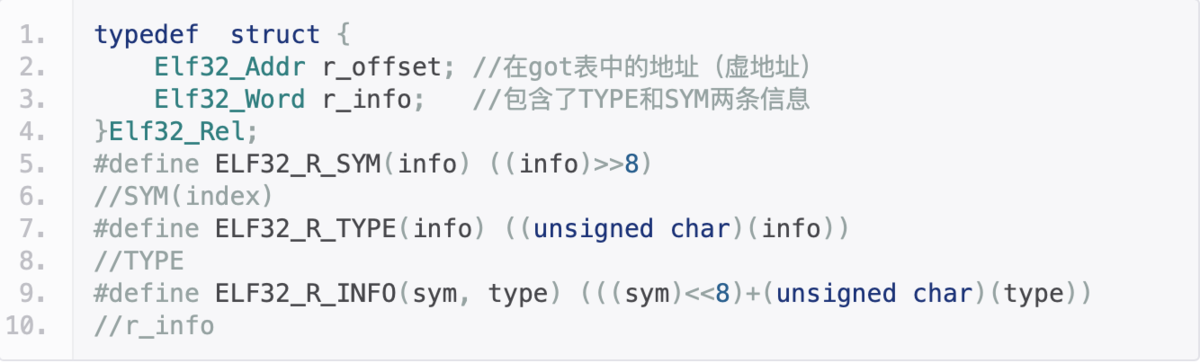 1. typedef  struct {
2.     Elf32_Addr r_offset; //在got表中的地址（虚地址）
3.     Elf32_Word r_info;   //包含了TYPE和SYM两条信息
4. }Elf32_Rel;
5. #define ELF32_R_SYM(info) ((info)>>8)
6. //SYM(index)
7. #define ELF32_R_TYPE(info) ((unsigned char)(info))
8. //TYPE
9. #define ELF32_R_INFO(sym, type) (((sym)<<8)+(unsigned char)(type))
10. //r_info